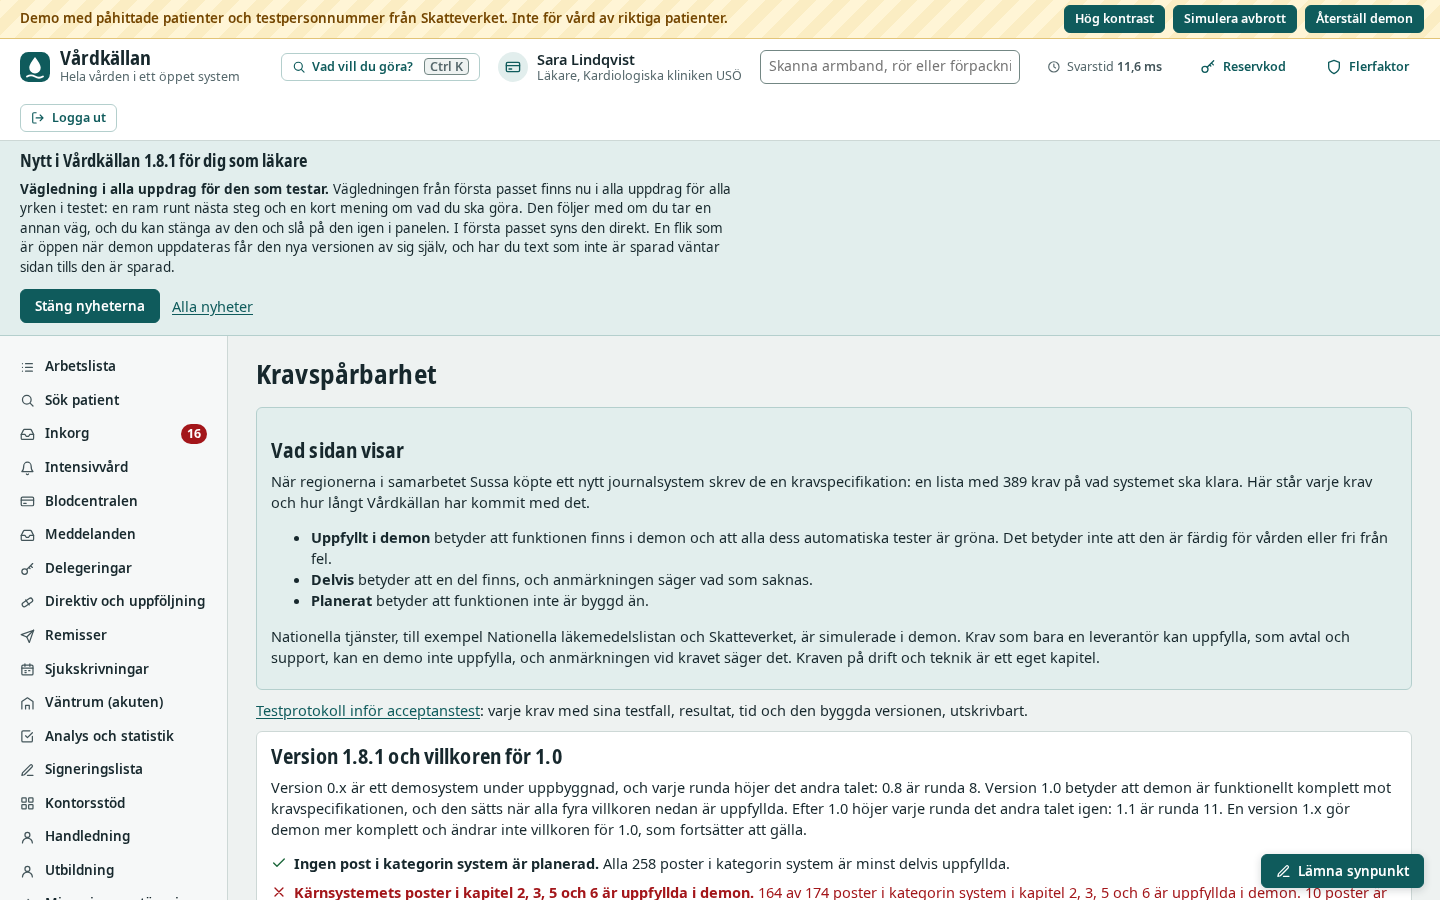 Demo med påhittade patienter och testpersonnummer från Skatteverket. Inte för vård av riktiga patienter.
Hög kontrast
Simulera avbrott
Återställ demon
Vårdkällan
Hela vården i ett öppet system
Vad vill du göra? Ctrl K
Sara Lindqvist
Läkare, Kardiologiska kliniken USÖ
Skanna armband, rör eller förpackni
Svarstid 11,6 ms
Reservkod
Flerfaktor
Logga ut
Nytt i Vårdkällan 1.8.1 för dig som läkare
Vägledning i alla uppdrag för den som testar. Vägledningen från första passet finns nu i alla uppdrag för alla
yrken i testet: en ram runt nästa steg och en kort mening om vad du ska göra. Den följer med om du tar en
annan väg, och du kan stänga av den och slå på den igen i panelen. I första passet syns den direkt. En flik som
är öppen när demon uppdateras får den nya versionen av sig själv, och har du text som inte är sparad väntar
sidan tills den är sparad.
Stäng nyheterna
Alla nyheter
Arbetslista
Sök patient
Inkorg 16
Intensivvård
Blodcentralen
Meddelanden
Delegeringar
Direktiv och uppföljning
Remisser
Sjukskrivningar
Väntrum (akuten)
Analys och statistik
Signeringslista
Kontorsstöd
Handledning
Utbildning
Kravspårbarhet
Vad sidan visar
När regionerna i samarbetet Sussa köpte ett nytt journalsystem skrev de en kravspecifikation: en lista med 389 krav på vad systemet ska klara. Här står varje krav
och hur långt Vårdkällan har kommit med det.
• Uppfyllt i demon betyder att funktionen finns i demon och att alla dess automatiska tester är gröna. Det betyder inte att den är färdig för vården eller fri från
fel.
• Delvis betyder att en del finns, och anmärkningen säger vad som saknas.
• Planerat betyder att funktionen inte är byggd än.
Nationella tjänster, till exempel Nationella läkemedelslistan och Skatteverket, är simulerade i demon. Krav som bara en leverantör kan uppfylla, som avtal och
support, kan en demo inte uppfylla, och anmärkningen vid kravet säger det. Kraven på drift och teknik är ett eget kapitel.
Testprotokoll inför acceptanstest: varje krav med sina testfall, resultat, tid och den byggda versionen, utskrivbart.
Version 1.8.1 och villkoren för 1.0
Version 0.x är ett demosystem under uppbyggnad, och varje runda höjer det andra talet: 0.8 är runda 8. Version 1.0 betyder att demon är funktionellt komplett mot
kravspecifikationen, och den sätts när alla fyra villkoren nedan är uppfyllda. Efter 1.0 höjer varje runda det andra talet igen: 1.1 är runda 11. En version 1.x gör
demon mer komplett och ändrar inte villkoren för 1.0, som fortsätter att gälla.
Ingen post i kategorin system är planerad. Alla 258 poster i kategorin system är minst delvis uppfyllda.
Kärnsystemets poster i kapitel 2, 3, 5 och 6 är uppfyllda i demon. 164 av 174 poster i kategorin system i kapitel 2, 3, 5 och 6 är uppfyllda i demon. 10 poster är
Lämna synpunkt